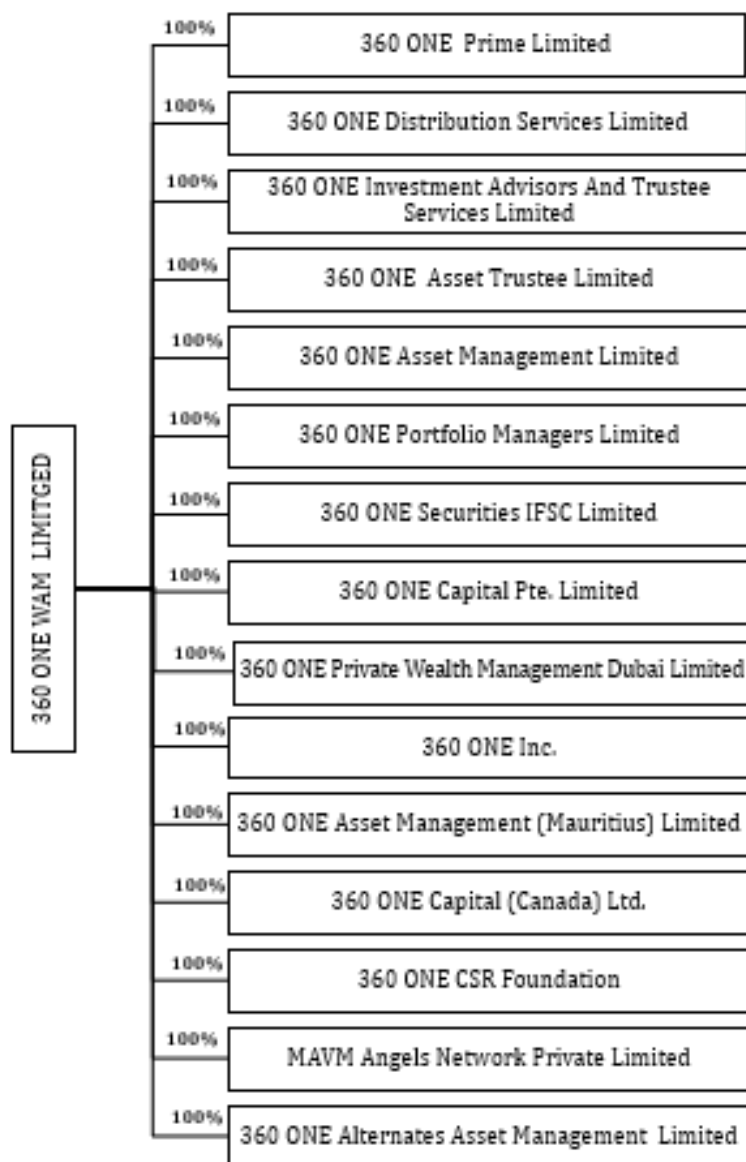 100%
360 ONE Prime Limited
100%
360 ONE Distribution Services Limited
100%
360 ONE Investment Advisors And Trustee
Services Limited
100%
360 ONE Asset Trustee Limited
100%
360 ONE Asset Management Limited
100%
360 ONE Portfolio Managers Limited
100%
360 ONE Securities IFSC Limited
360 ONE WAM LIMITGED
100%
360 ONE Capital Pte. Limited
100%
360 ONE Private Wealth Management Dubai Limited
100%
360 ONE Inc.
100%
360 ONE Asset Management (Mauritius) Limited
100%
360 ONE Capital (Canada) Ltd.
100%
360 ONE CSR Foundation
100%
MAVM Angels Network Private Limited
100%
360 ONE Alternates Asset Management Limited